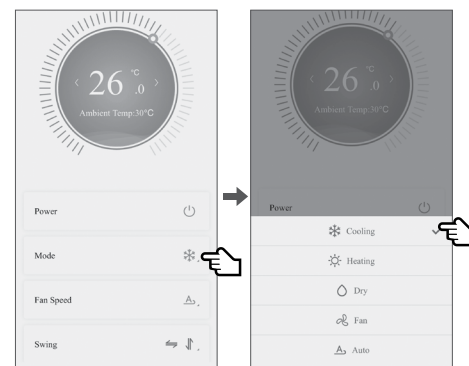 26 .0 °C
Ambient Temp:30°C
Power
Mode
Fan Speed
A
Swing
26 .0 °C
Ambient Temp:30°C
Power
Cooling
Heating
Dry
Fan
A Auto